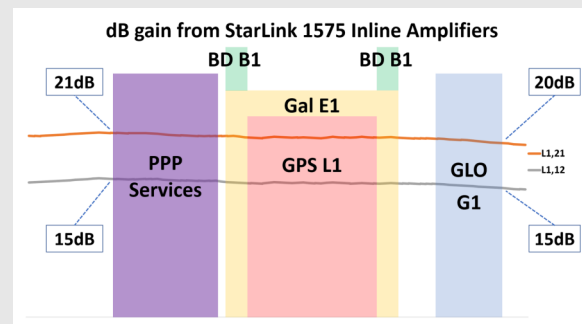 dB gain from StarLink 1575 Inline Amplifiers
BD B1
BD B1
21dB
20dB
Gal E1
PPP
Services
GPS L1
GLO
G1
L1,21
L1,12
15dB
15dB